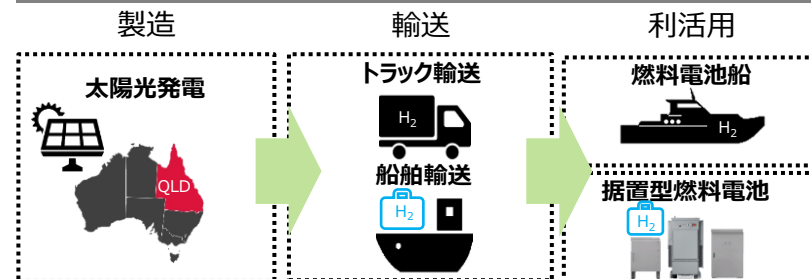 製造
輸送
利活用
太陽光発電
QLD
トラック輸送
H₂
船舶輸送
H₂
燃料電池船
H₂
据置型燃料電池
H₂